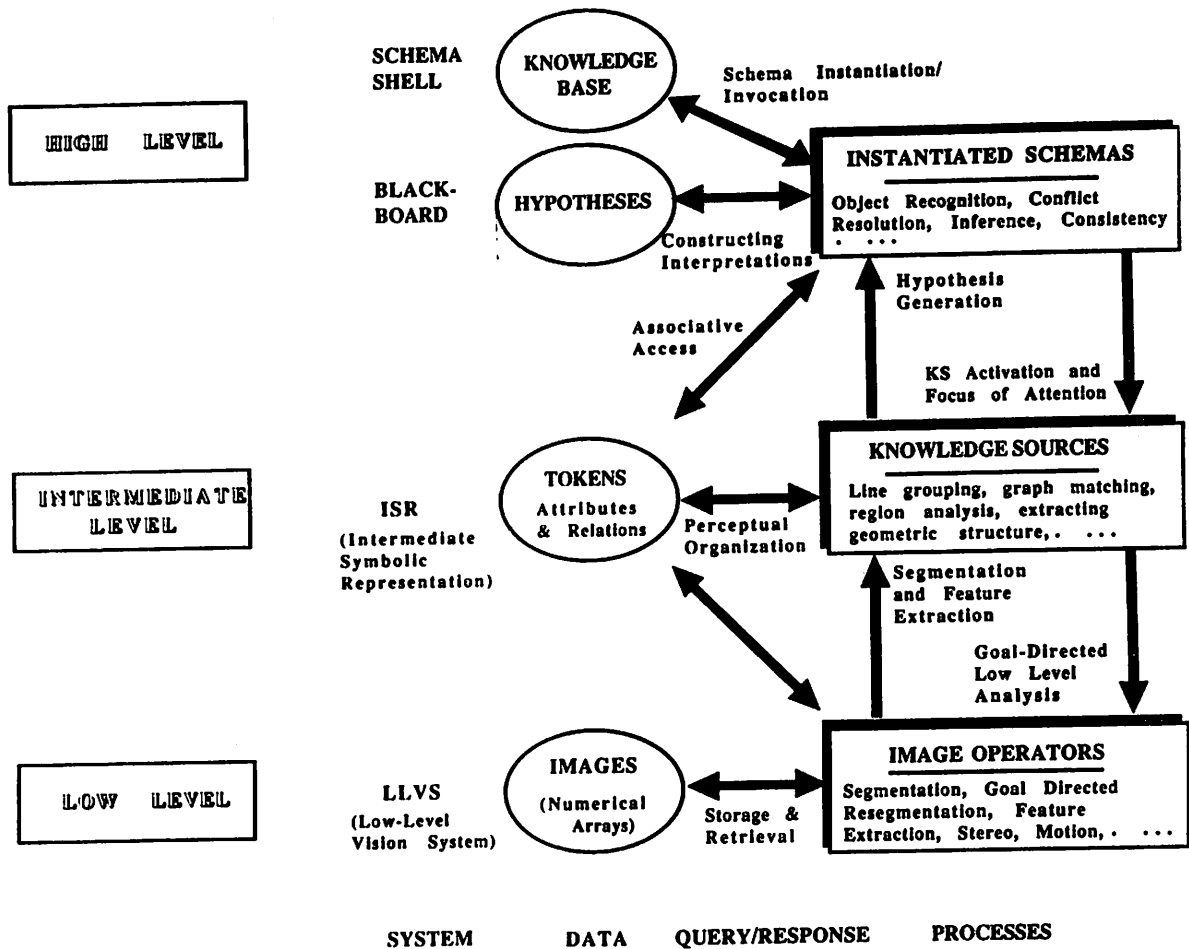 SCHEMA
SHELL
KNOWLEDGE
BASE
Schema Instantiation/
Invocation
HIGH LEVEL
INSTANTIATED SCHEMAS
Object Recognition, Conflict
Resolution, Inference, Consistency
. ...
BLACK-
BOARD
HYPOTHESES
Constructing
Interpretations
Hypothesis
Generation
Associative
Access
KS Activation and
Focus of Attention
INTERMEDIATE
LEVEL
ISR
(Intermediate
Symbolic
Representation)
TOKENS
Attributes
& Relations
Perceptual
Organization
KNOWLEDGE SOURCES
Line grouping, graph matching,
region analysis, extracting
geometric structure,. ...
Segmentation
and Feature
Extraction
Goal-Directed
Low Level
Analysis
LOW LEVEL
LLVS
(Low-Level
Vision System)
IMAGES
(Numerical
Arrays)
Storage &
Retrieval
IMAGE OPERATORS
Segmentation, Goal Directed
Resegmentation, Feature
Extraction, Stereo, Motion,. ...
SYSTEM DATA QUERY/RESPONSE PROCESSES